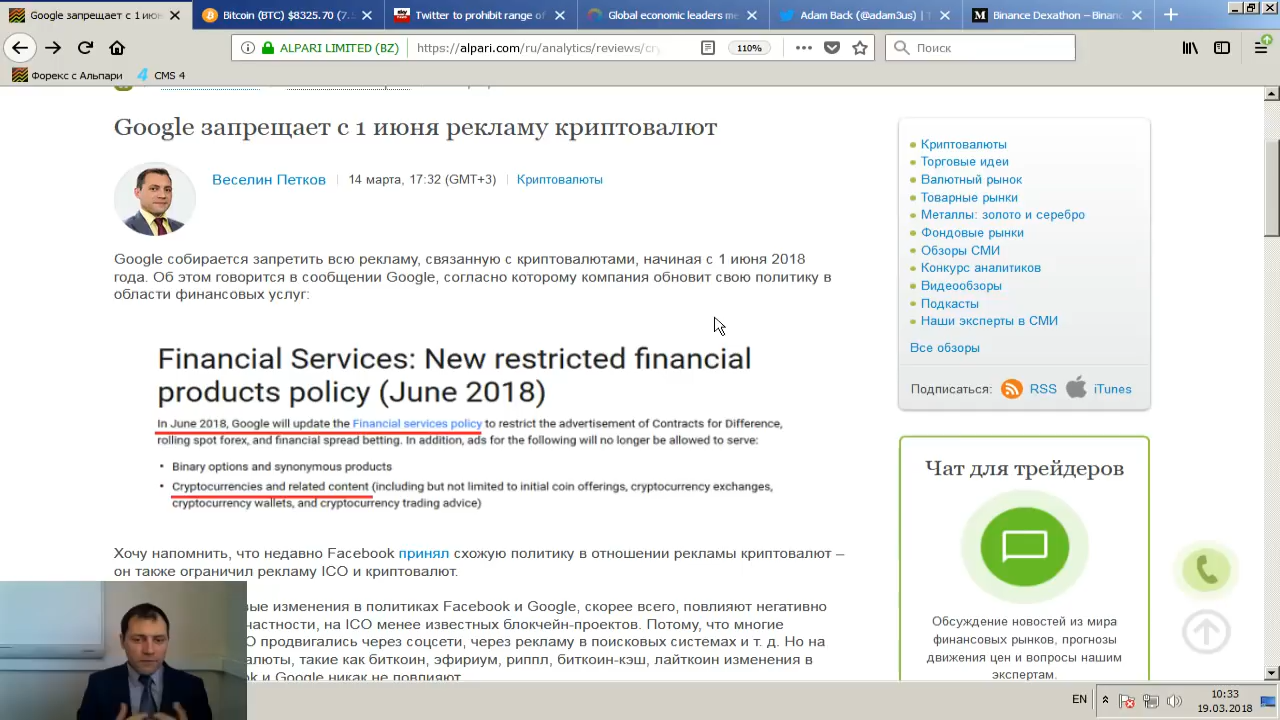 Google запрещает с 1 июн
Bitcoin (BTC) $8325.70 (7.5
Twitter to prohibit range of
Global economic leaders me
Adam Back (@adam3us) | T
Binance Dexathon – Binanc
ALPARI LIMITED (BZ)
https://alpari.com/ru/analytics/reviews/cry
110%
Поиск
Форекс с Альпари
CMS 4
Google запрещает с 1 июня рекламу криптовалют
Веселин Петков
14 марта, 17:32 (GMT+3)
Криптовалюты
Google собирается запретить всю рекламу, связанную с криптовалютами, начиная с 1 июня 2018
года. Об этом говорится в сообщении Google, согласно которому компания обновит свою политику в
области финансовых услуг:
Financial Services: New restricted financial
products policy (June 2018)
In June 2018, Google will update the Financial services policy to restrict the advertisement of Contracts for Difference,
rolling spot forex, and financial spread betting. In addition, ads for the following will no longer be allowed to serve:
• Binary options and synonymous products
• Cryptocurrencies and related content (including but not limited to initial coin offerings, cryptocurrency exchanges,
cryptocurrency wallets, and cryptocurrency trading advice)
Хочу напомнить, что недавно Facebook принял схожую политику в отношении рекламы криптовалют –
он также ограничил рекламу ICO и криптовалют.
изменения в политиках Facebook и Google, скорее всего, повлияют негативно
на ICO менее известных блокчейн-проектов. Потому, что многие
продвигались через соцсети, через рекламу в поисковых системах и т. д. Но на
такие как биткоин, эфириум, риппл, биткоин-кэш, лайткоин изменения в
и Google никак не повлияют.
Криптовалюты
Торговые идеи
Валютный рынок
Товарные рынки
Металлы: золото и серебро
Фондовые рынки
Обзоры СМИ
Конкурс аналитиков
Видеообзоры
Подкасты
Наши эксперты в СМИ
Все обзоры
Подписаться: RSS iTunes
Чат для трейдеров
Обсуждение новостей из мира
финансовых рынков, прогнозы
движения цен и вопросы нашим
экспертам.
EN
10:33
19.03.2018